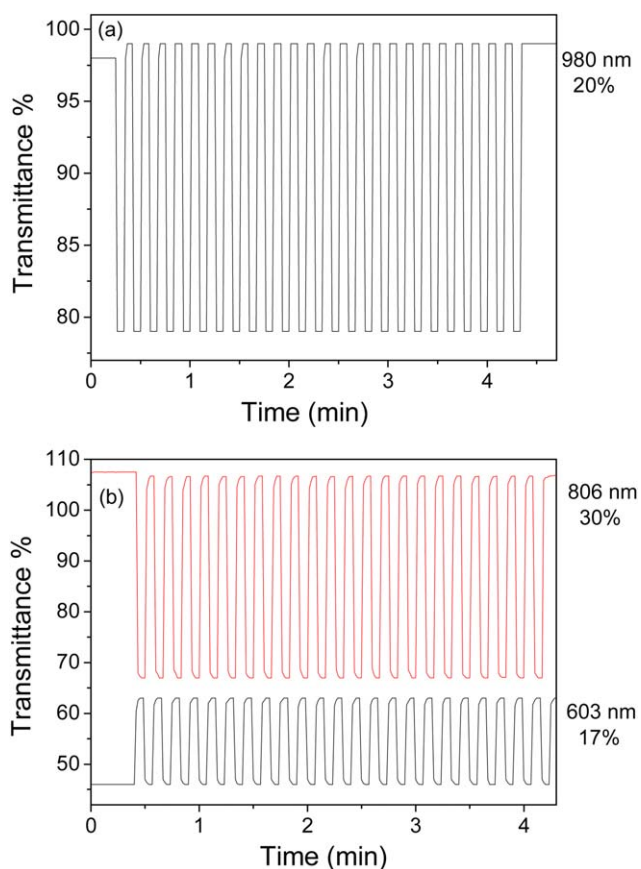 (a)
100
95
90
85
80
Transmittance %
0 1 2 3 4
Time (min)
980 nm
20%
(b)
110
100
90
80
70
60
50
Transmittance %
0 1 2 3 4
Time (min)
806 nm
30%
603 nm
17%